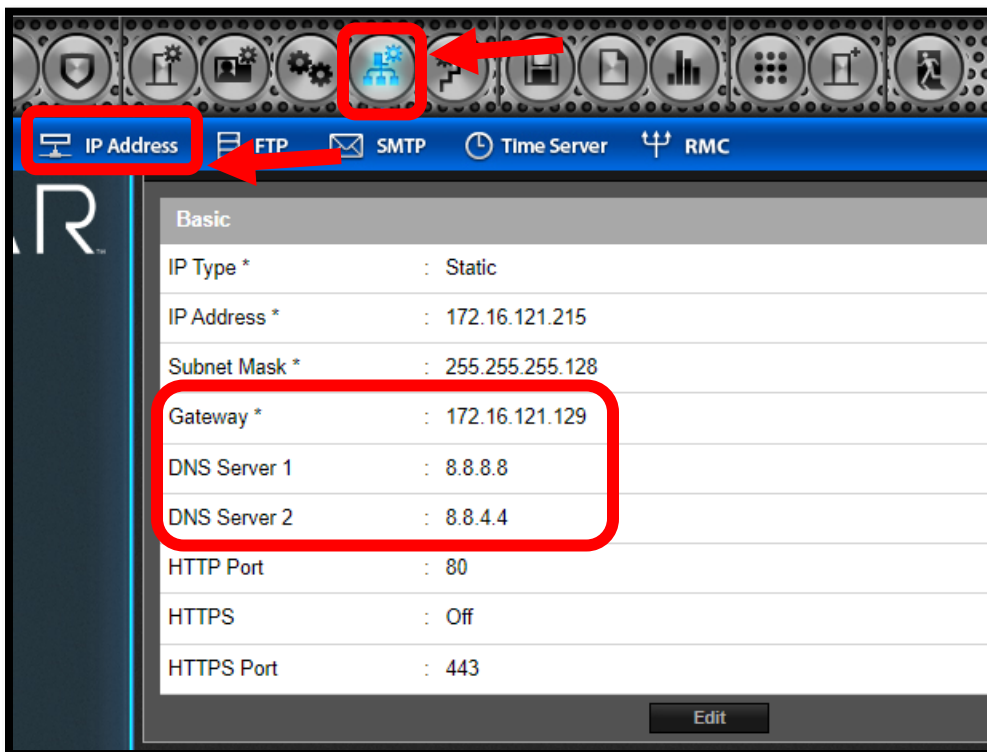 IP Address FTP SMTP Time Server RMC
AR™
Basic
IP Type * : Static
IP Address * : 172.16.121.215
Subnet Mask * : 255.255.255.128
Gateway * : 172.16.121.129
DNS Server 1 : 8.8.8.8
DNS Server 2 : 8.8.4.4
HTTP Port : 80
HTTPS : Off
HTTPS Port : 443
Edit